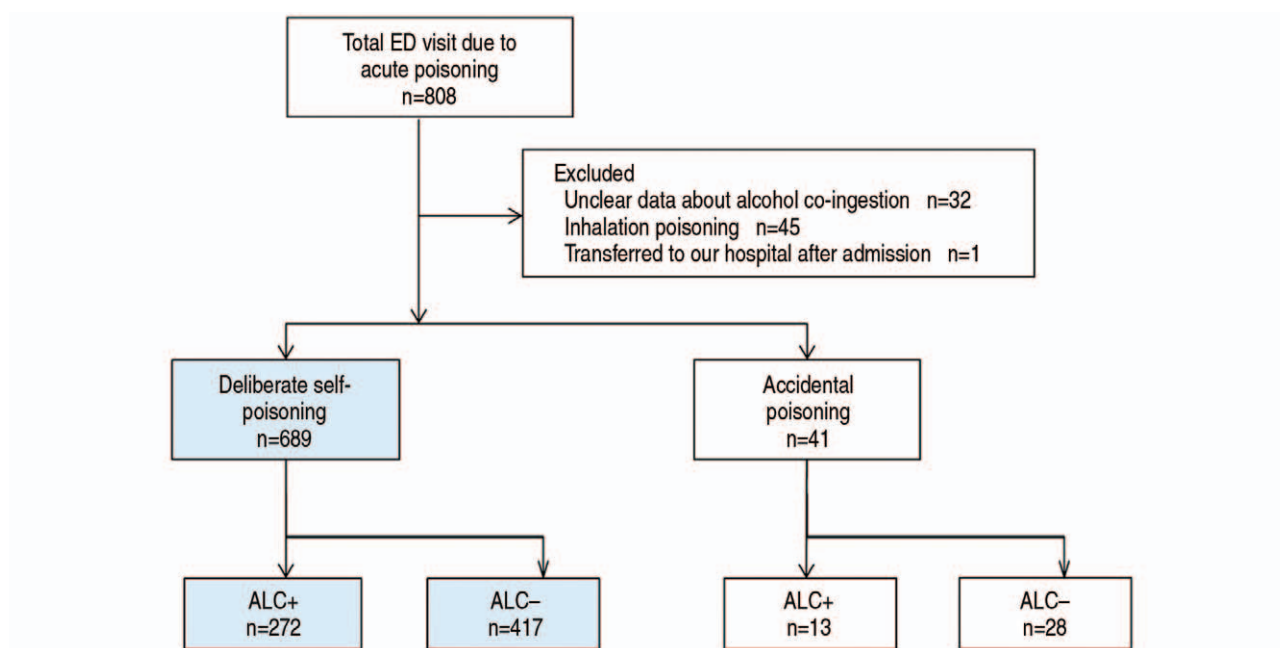 Total ED visit due to
acute poisoning
n=808
Excluded
Unclear data about alcohol co-ingestion n=32
Inhalation poisoning n=45
Transferred to our hospital after admission n=1
Deliberate self-
poisoning
n=689
Accidental
poisoning
n=41
ALC+
n=272
ALC–
n=417
ALC+
n=13
ALC–
n=28